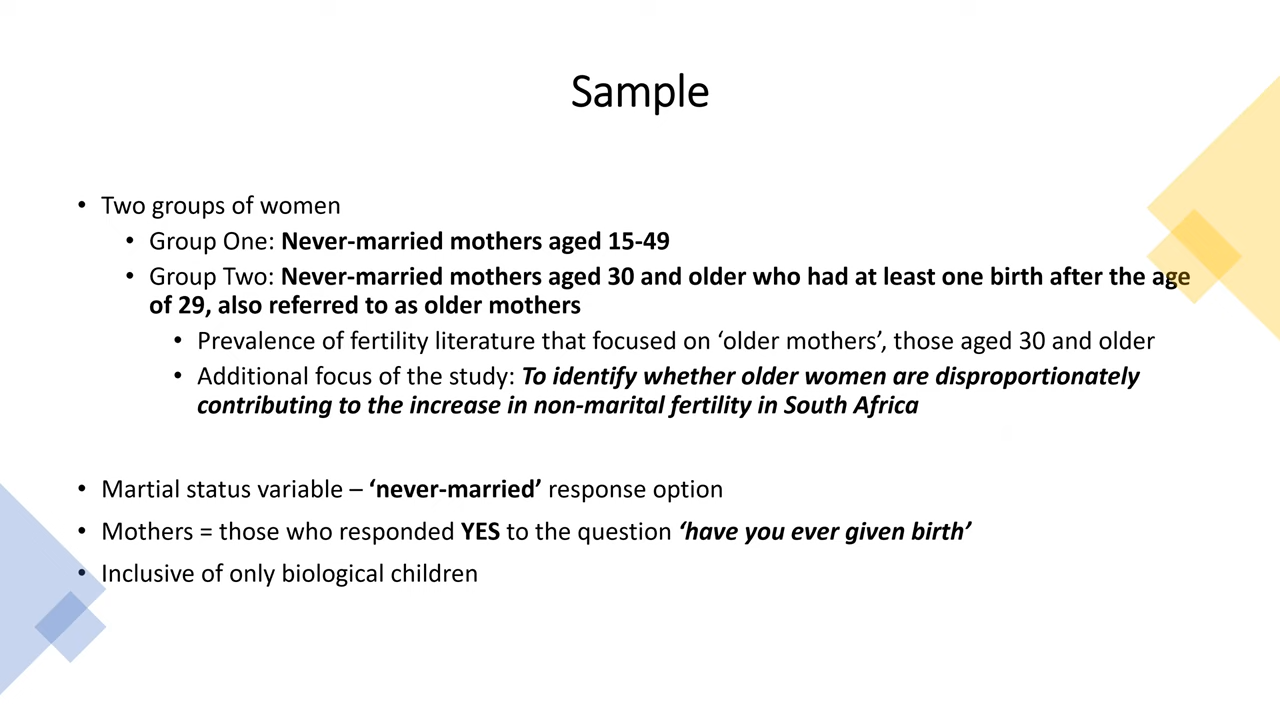 Sample
• Two groups of women
• Group One: Never-married mothers aged 15-49
• Group Two: Never-married mothers aged 30 and older who had at least one birth after the age
of 29, also referred to as older mothers
• Prevalence of fertility literature that focused on ‘older mothers’, those aged 30 and older
• Additional focus of the study: To identify whether older women are disproportionately
contributing to the increase in non-marital fertility in South Africa
• Martial status variable – ‘never-married’ response option
• Mothers = those who responded YES to the question ‘have you ever given birth’
• Inclusive of only biological children